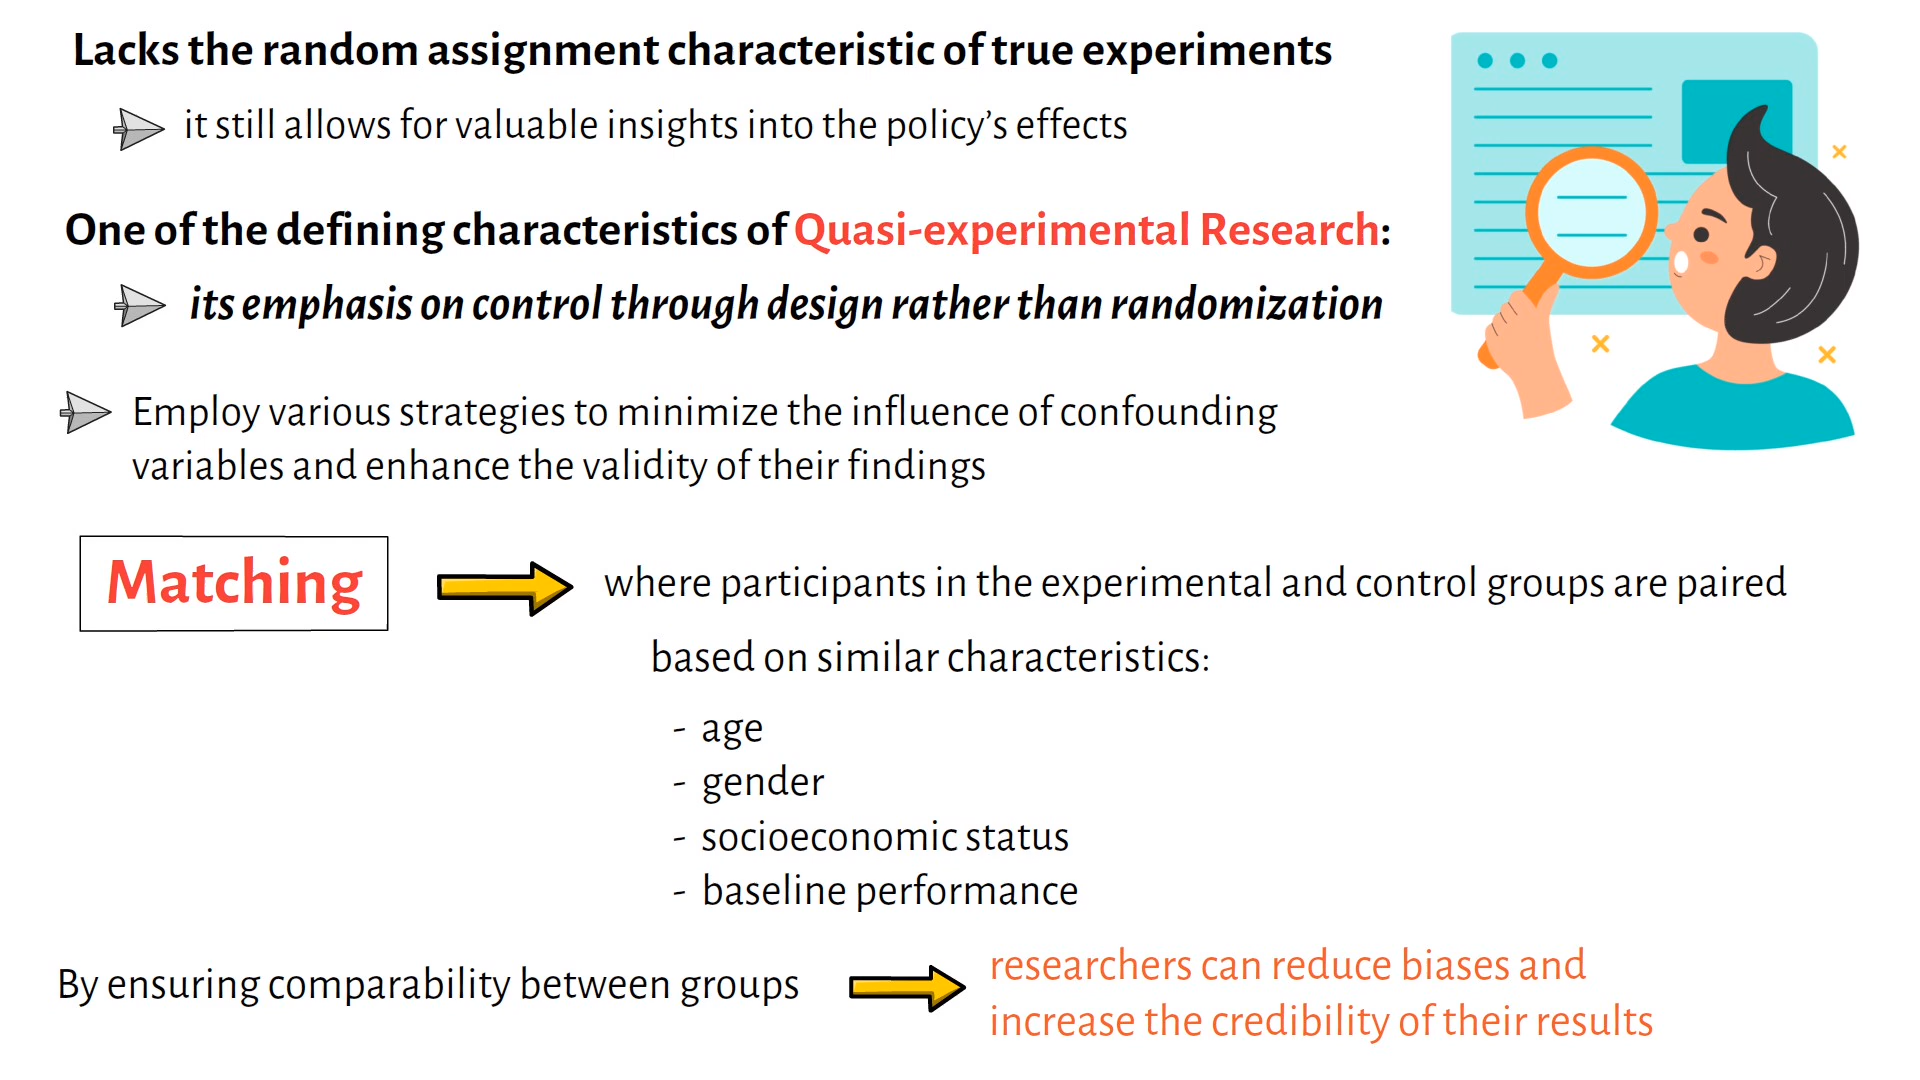 Lacks the random assignment characteristic of true experiments
it still allows for valuable insights into the policy’s effects
One of the defining characteristics of Quasi-experimental Research:
its emphasis on control through design rather than randomization
Employ various strategies to minimize the influence of confounding
variables and enhance the validity of their findings
Matching
where participants in the experimental and control groups are paired
based on similar characteristics:
- age
- gender
- socioeconomic status
- baseline performance
By ensuring comparability between groups
researchers can reduce biases and
increase the credibility of their results